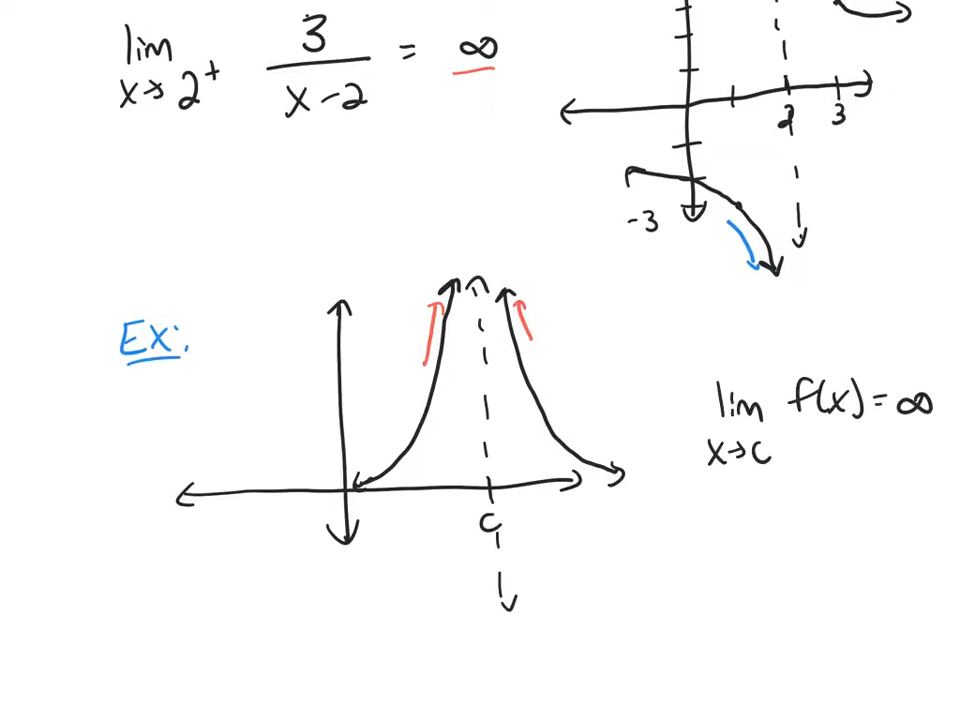 lim x→2⁺ 3/(x-2) = ∞
2 3
-3
Ex:
lim x→c f(x) = ∞
c